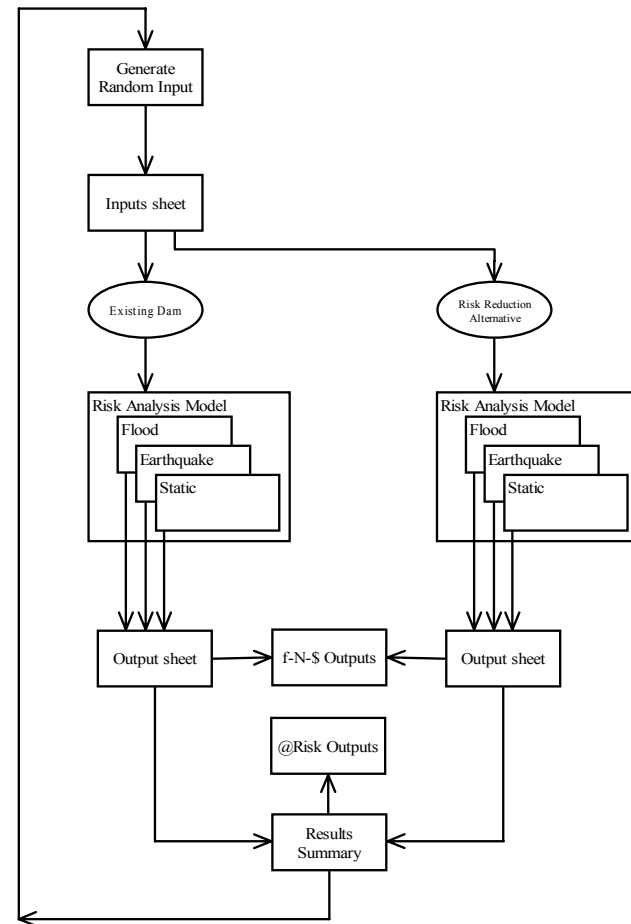 Generate
Random Input
Inputs sheet
Existing Dam
Risk Reduction
Alternative
Risk Analysis Model
Flood
Earthquake
Static
Risk Analysis Model
Flood
Earthquake
Static
Output sheet
f-N-$ Outputs
Output sheet
@Risk Outputs
Results
Summary